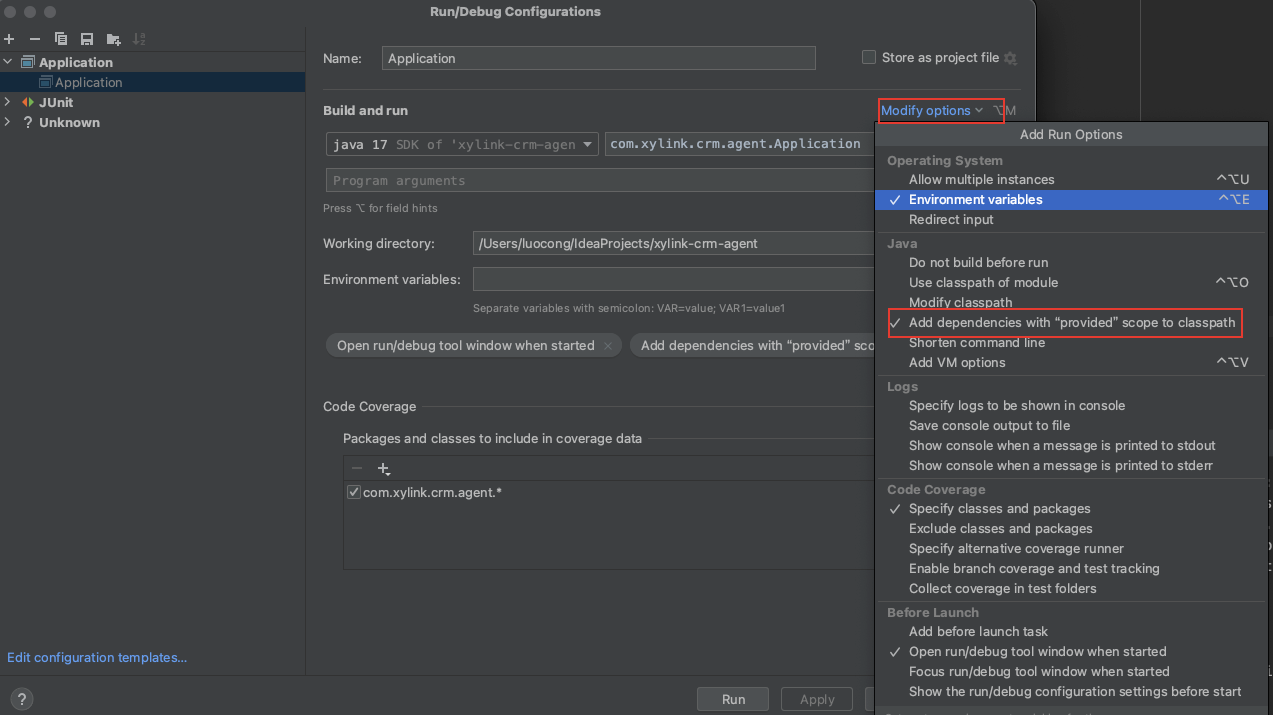 Run/Debug Configurations
Application
Application
JUnit
? Unknown
Name:
Application
Store as project file
Build and run
Modify options
⌥M
java 17 SDK of 'xylink-crm-agen
com.xylink.crm.agent.Application
Program arguments
Press ⌥ for field hints
Working directory:
/Users/luocong/IdeaProjects/xylink-crm-agent
Environment variables:
Separate variables with semicolon: VAR=value; VAR1=value1
Open run/debug tool window when started ×
Add dependencies with “provided” sco
Code Coverage
Packages and classes to include in coverage data
com.xylink.crm.agent.*
Edit configuration templates...
?
Run
Apply
Add Run Options
Operating System
Allow multiple instances ^⌥U
Environment variables ^⌥E
Redirect input
Java
Do not build before run
Use classpath of module ^⌥O
Modify classpath
Add dependencies with “provided” scope to classpath
Shorten command line
Add VM options ^⌥V
Logs
Specify logs to be shown in console
Save console output to file
Show console when a message is printed to stdout
Show console when a message is printed to stderr
Code Coverage
Specify classes and packages
Exclude classes and packages
Specify alternative coverage runner
Enable branch coverage and test tracking
Collect coverage in test folders
Before Launch
Add before launch task
Open run/debug tool window when started
Focus run/debug tool window when started
Show the run/debug configuration settings before start